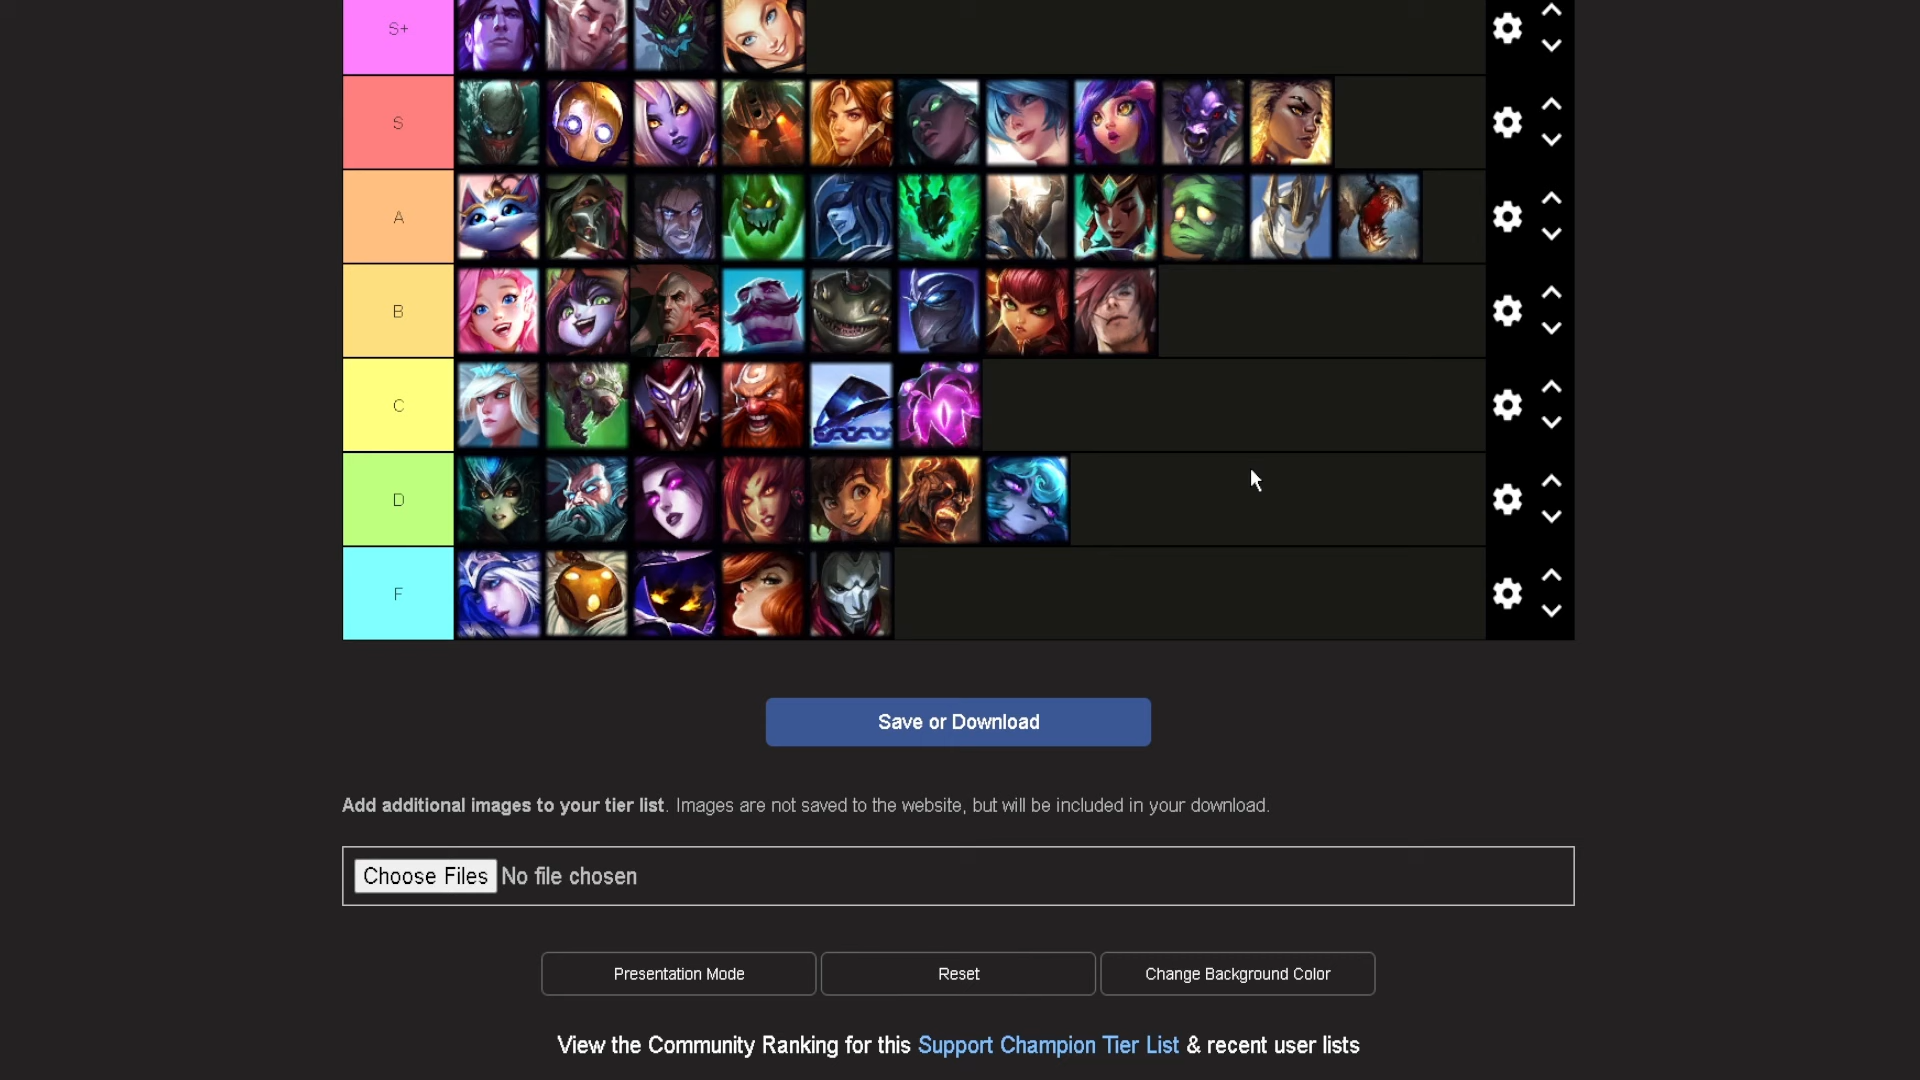 S+
S
A
B
C
D
F
Save or Download
Add additional images to your tier list. Images are not saved to the website, but will be included in your download.
Choose Files No file chosen
Presentation Mode
Reset
Change Background Color
View the Community Ranking for this Support Champion Tier List & recent user lists